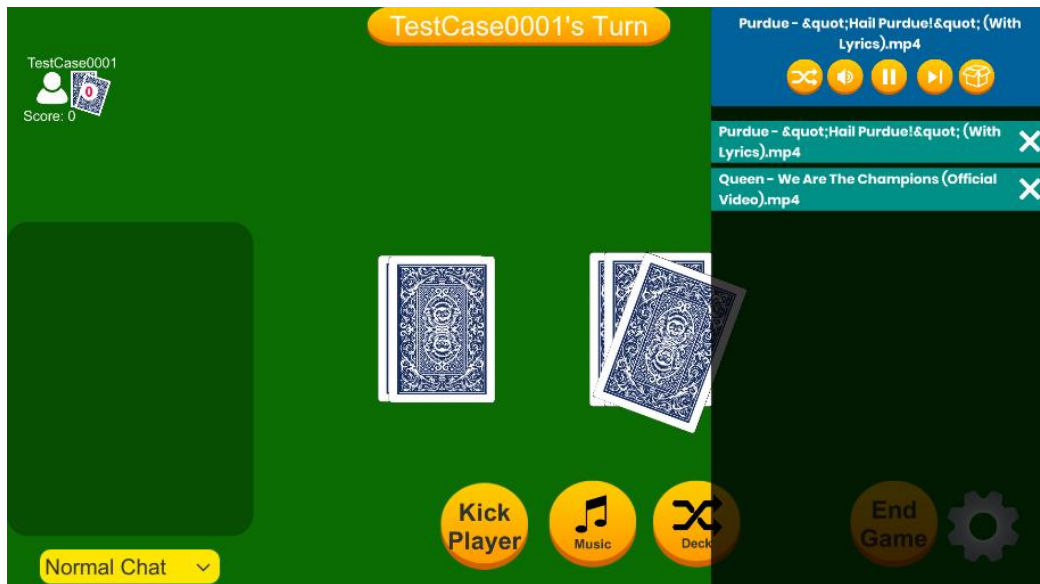 TestCase0001's Turn
TestCase0001
0
Score: 0
Purdue - &quot;Hail Purdue!&quot; (With
Lyrics).mp4
Purdue - &quot;Hail Purdue!&quot; (With
Lyrics).mp4
Queen - We Are The Champions (Official
Video).mp4
Kick
Player
Music
Deck
End
Game
Normal Chat